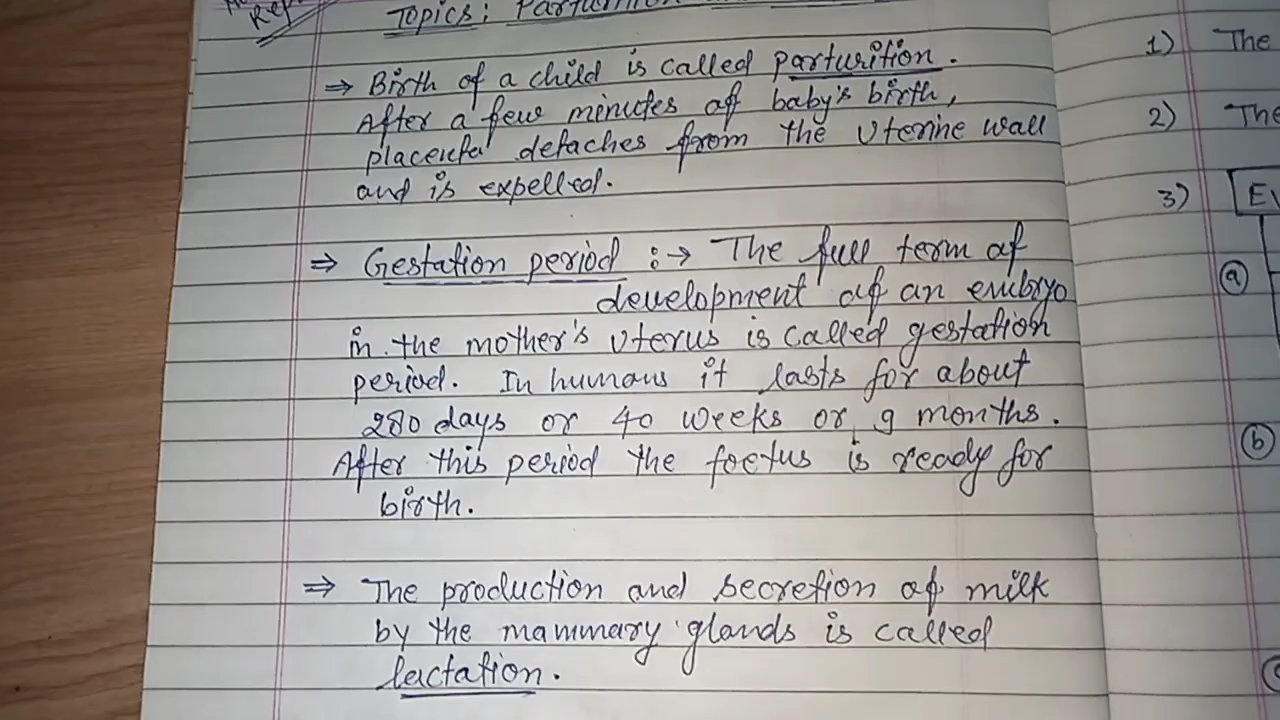 Topics: Parturition
⇒ Birth of a child is called parturition.
After a few minutes of baby's birth,
placenta detaches from the uterine wall
and is expelled.
⇒ Gestation period :→ The full term of
development of an embryo
in the mother's uterus is called gestation
period. In humans it lasts for about
280 days or 40 weeks or 9 months.
After this period the foetus is ready for
birth.
⇒ The production and secretion of milk
by the mammary glands is called
lactation.
1) The
2) The
3)
(a)
(b)